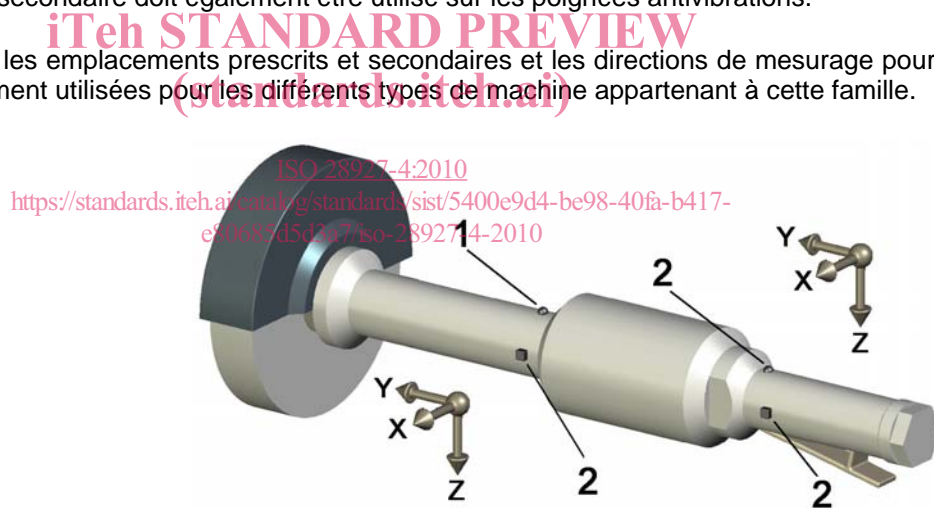 secondaire doit également être utilisé sur les poignées antivibrations.
iTeh STANDARD PREVIEW
les emplacements prescrits et secondaires et les directions de mesurage pour
ment utilisées pour les différents types de machine appartenant à cette famille.
(standards.iteh.ai)
ISO 28927-4:2010
https://standards.iteh.ai/catalog/standards/sist/5400e9d4-be98-40fa-b417-
e80685d5d3a7/iso-28927-4-2010
1
2
Y
X
Z
Y
X
Z
2
2